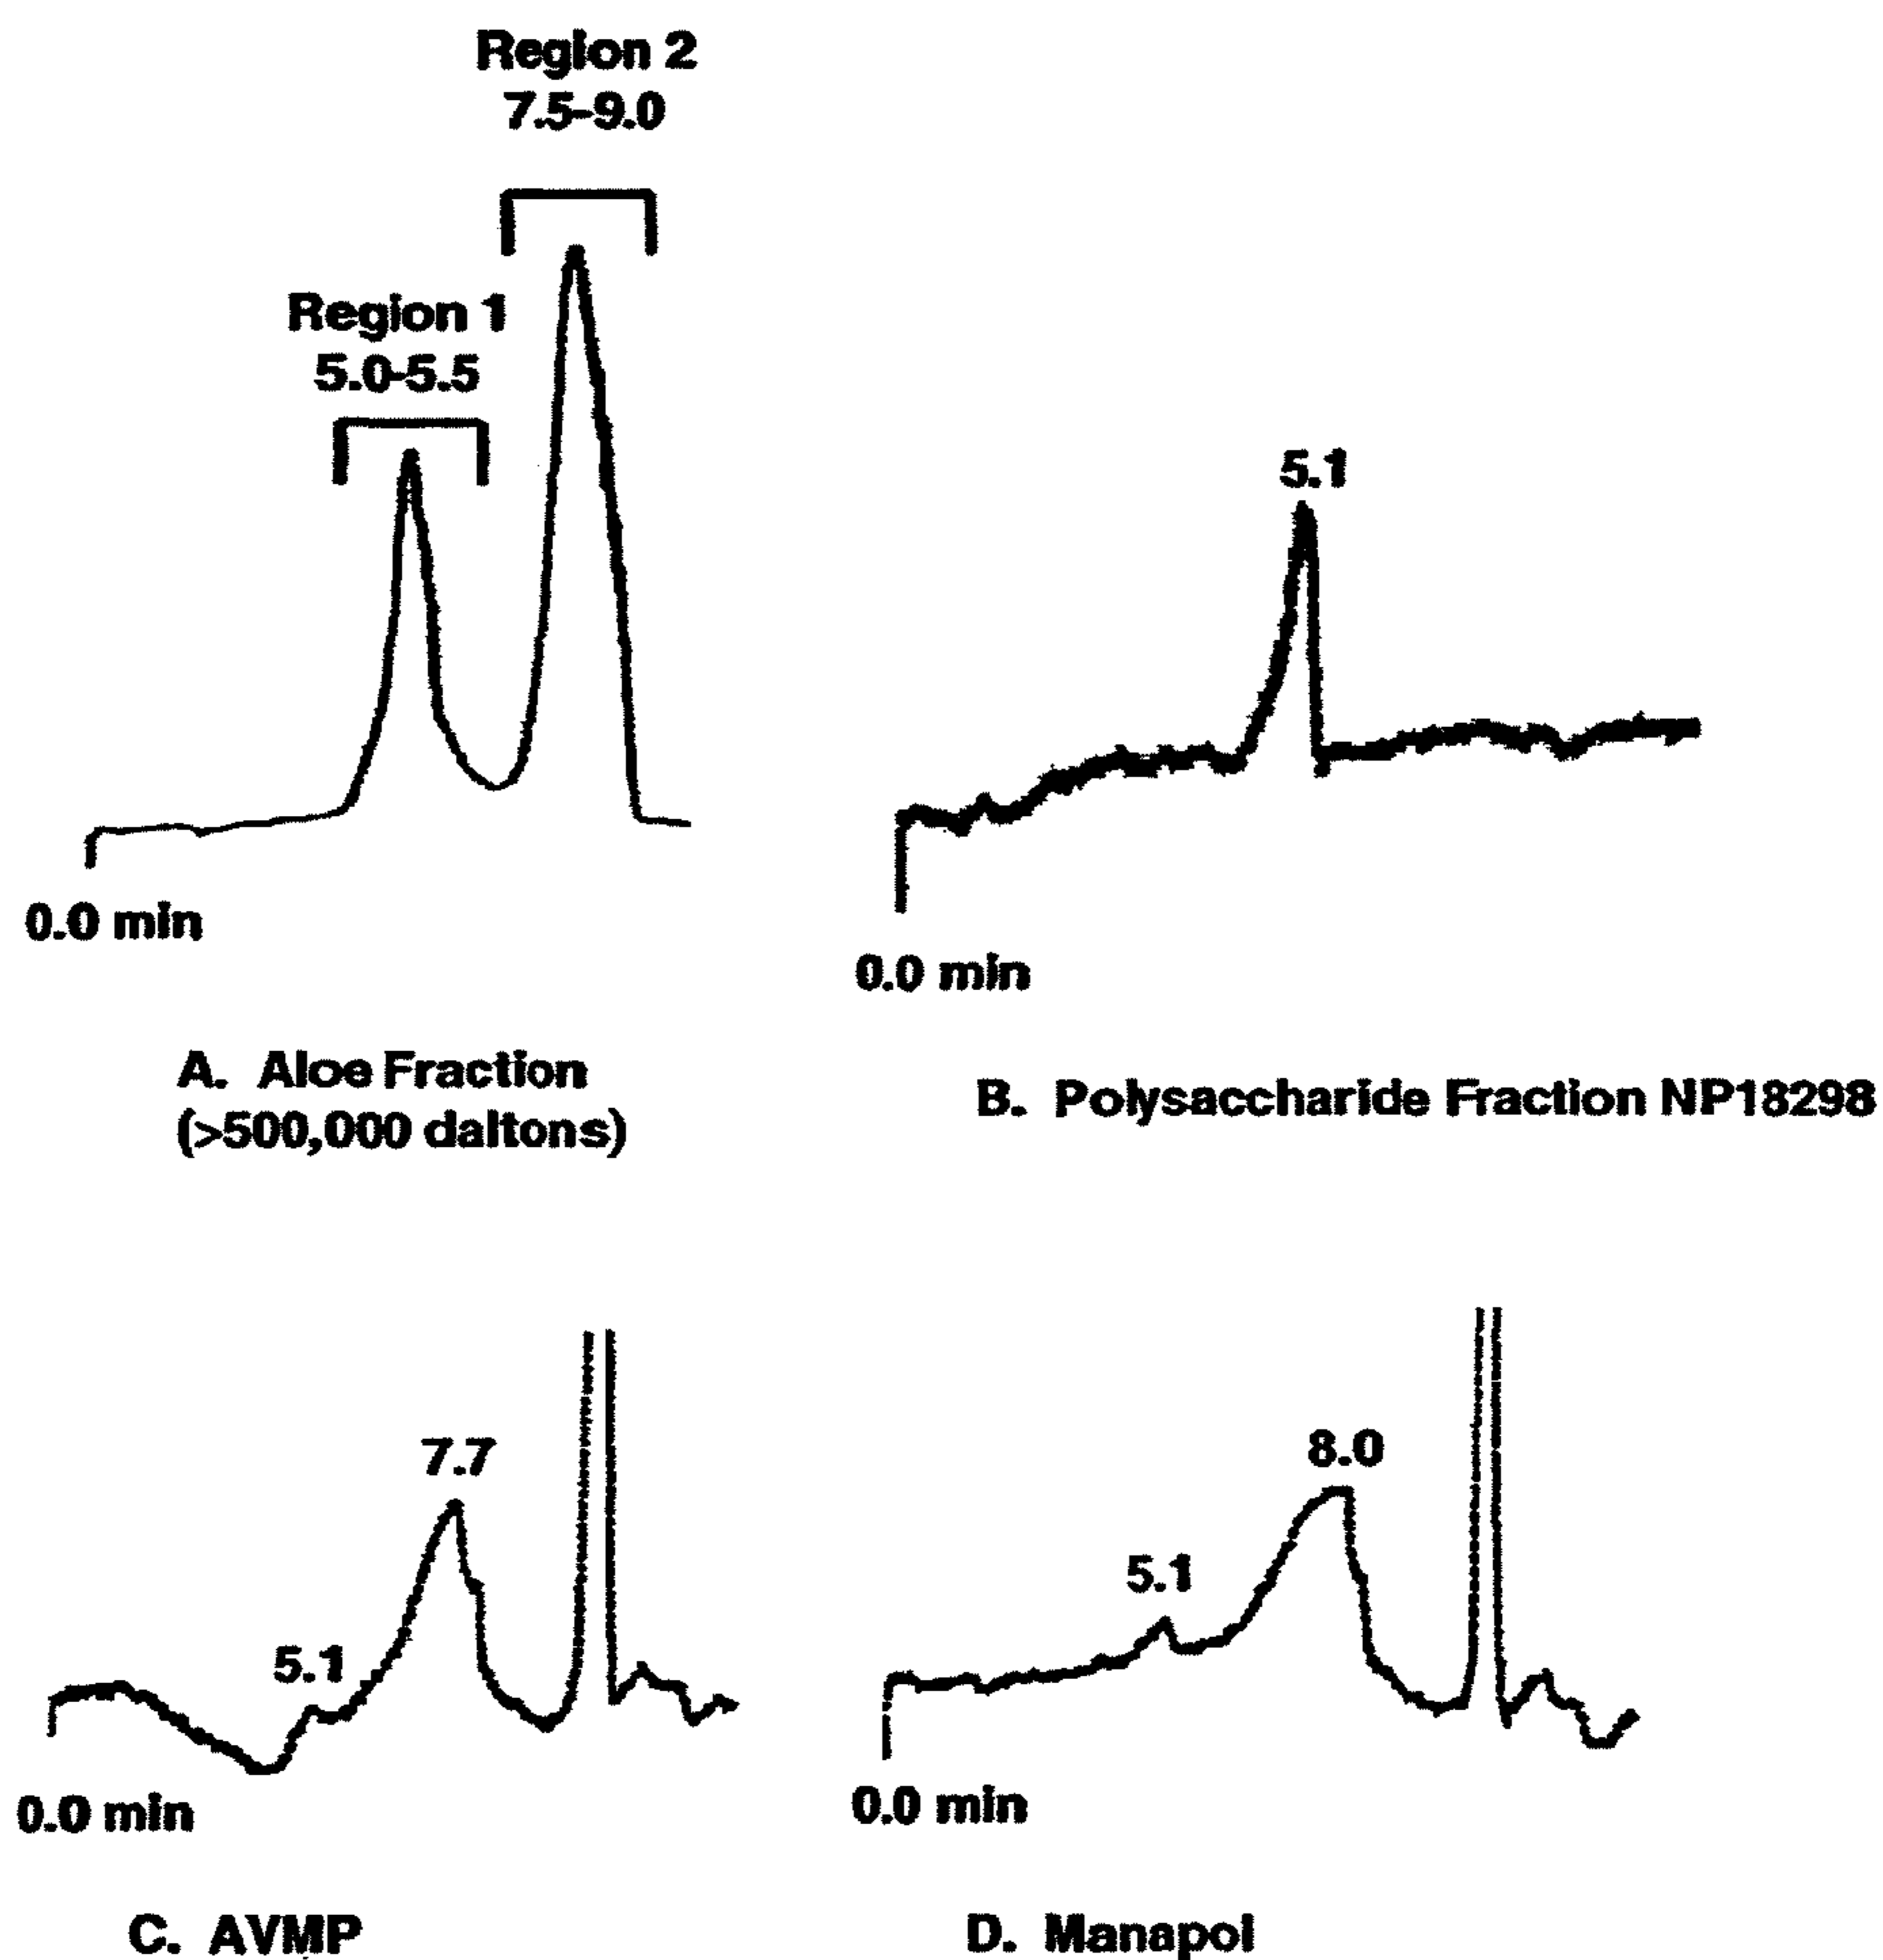 Region 2
7.5-9.0
Region 1
5.0-5.5
0.0 min
A. Aloe Fraction
(>500,000 daltons)
5.1
0.0 min
B. Polysaccharide Fraction NP18298
7.7
5.1
0.0 min
C. AVMP
8.0
5.1
0.0 min
D. Manapol